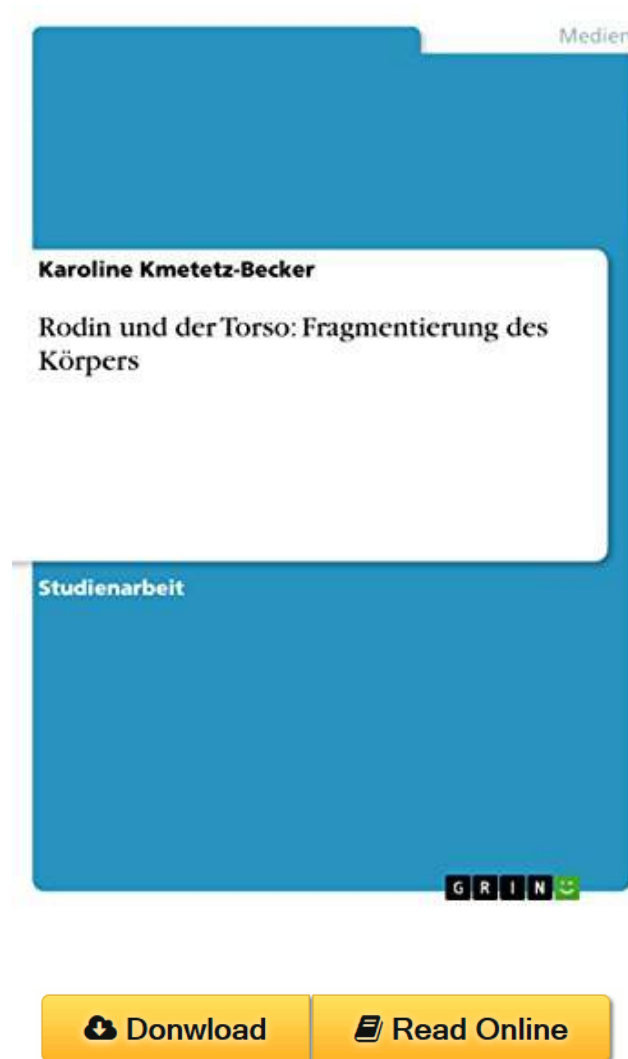 Medien
Karoline Kmetetz-Becker
Rodin und der Torso: Fragmentierung des
Körpers
Studienarbeit
GRIN
Donwload
Read Online